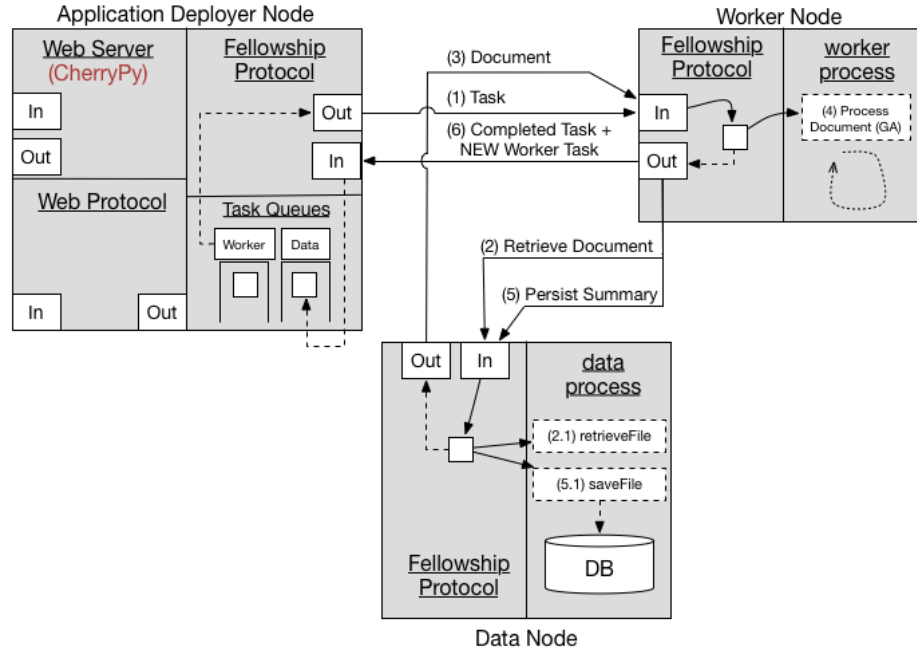 Application Deployer Node
Web Server
(CherryPy)
In
Out
Fellowship
Protocol
Out
In
Web Protocol
In
Out
Task Queues
Worker
Data
(3) Document
(1) Task
(6) Completed Task +
NEW Worker Task
(2) Retrieve Document
(5) Persist Summary
Worker Node
Fellowship
Protocol
In
Out
worker
process
(4) Process
Document (GA)
Out
In
data
process
(2.1) retrieveFile
(5.1) saveFile
DB
Fellowship
Protocol
Data Node